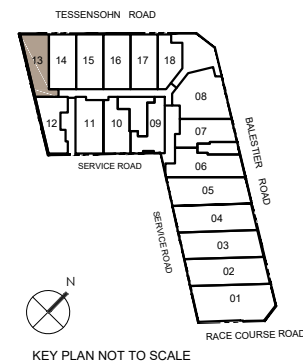 TESSENSOHN ROAD
13 14 15 16 17 18
08
12 11 10 09
07
BALESTIER ROAD
06
SERVICE ROAD
05
SERVICE ROAD
04
03
02
N
01
RACE COURSE ROAD
KEY PLAN NOT TO SCALE